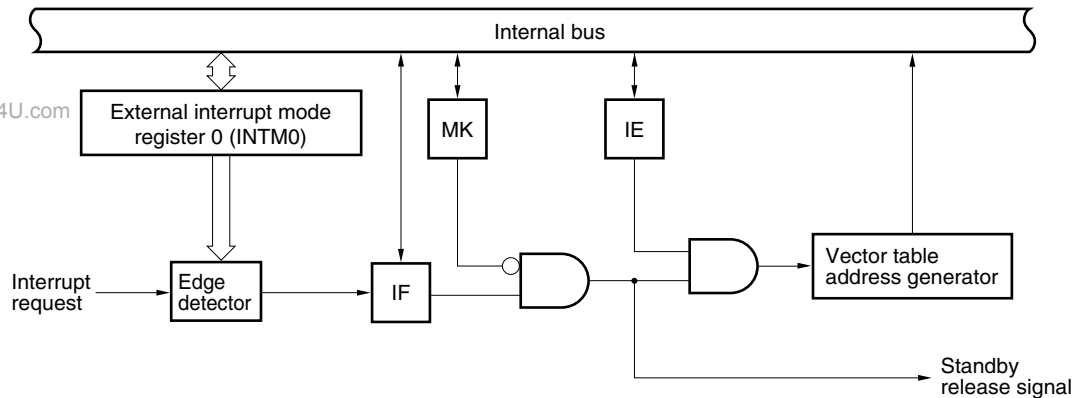 Internal bus
4U.com
External interrupt mode
register 0 (INTM0)
MK
IE
Interrupt
request
Edge
detector
IF
Vector table
address generator
Standby
release signal